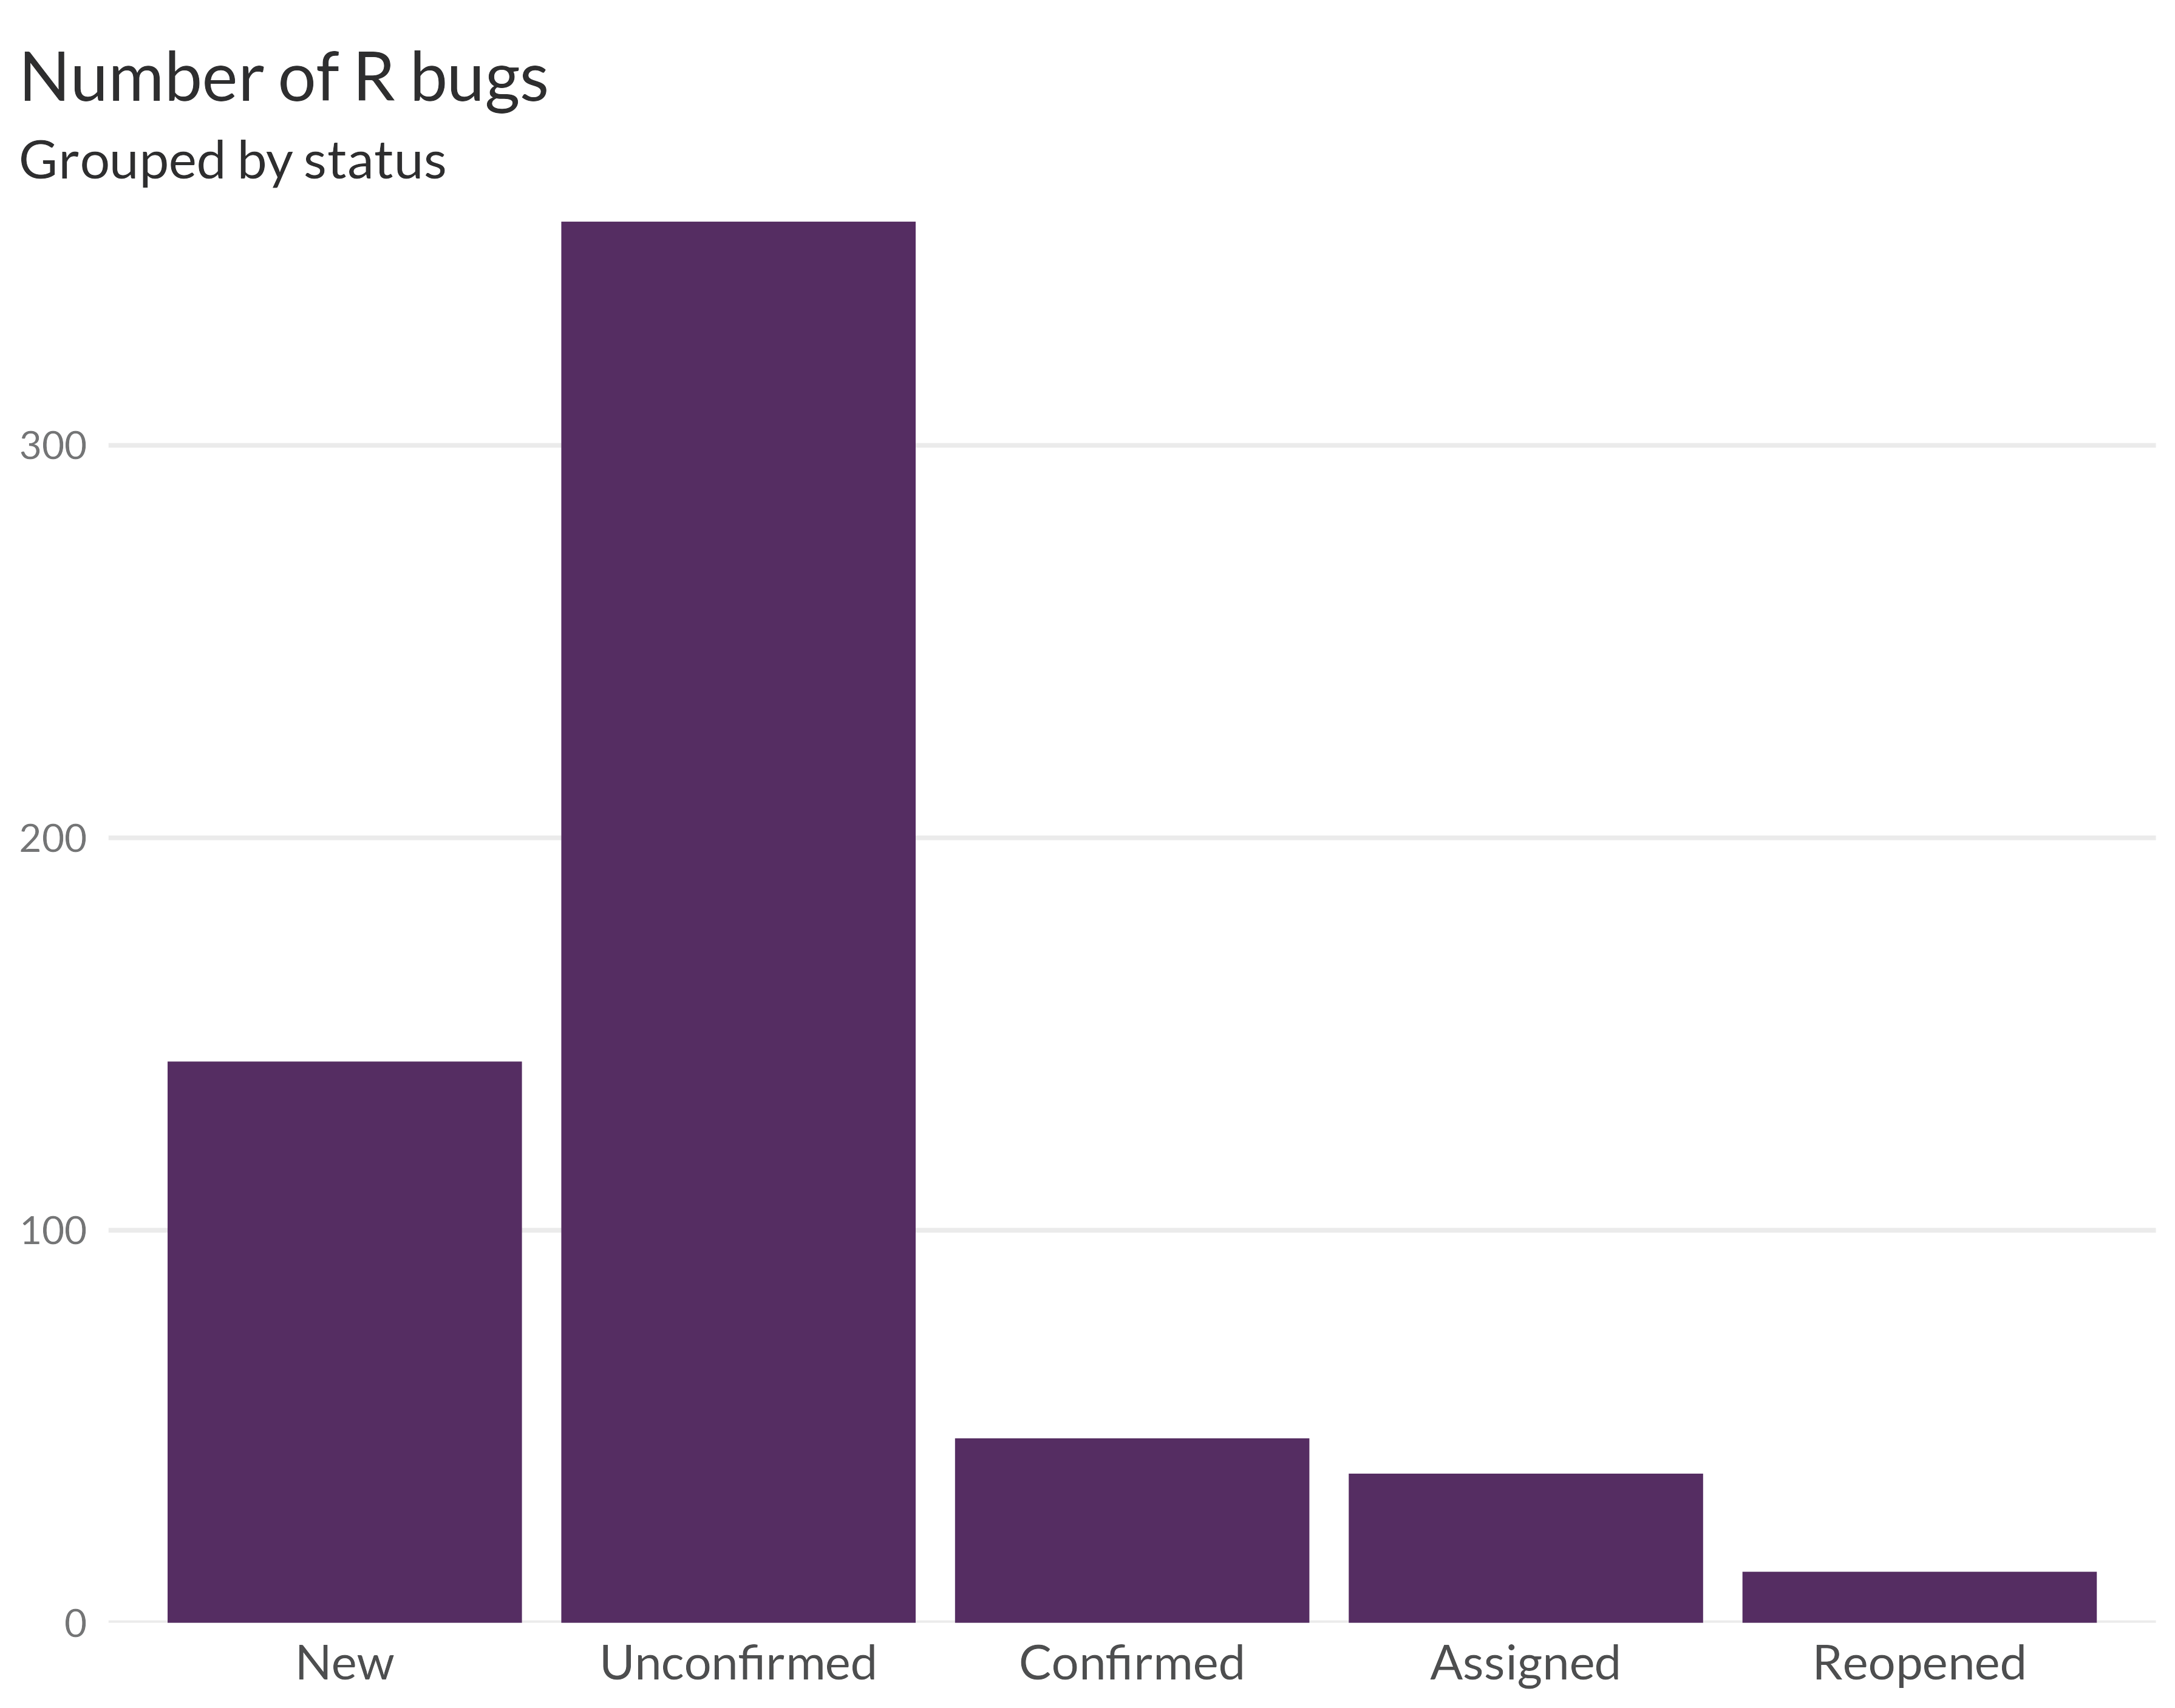 Number of R bugs
Grouped by status
300
200
100
0
New Unconfirmed Confirmed Assigned Reopened